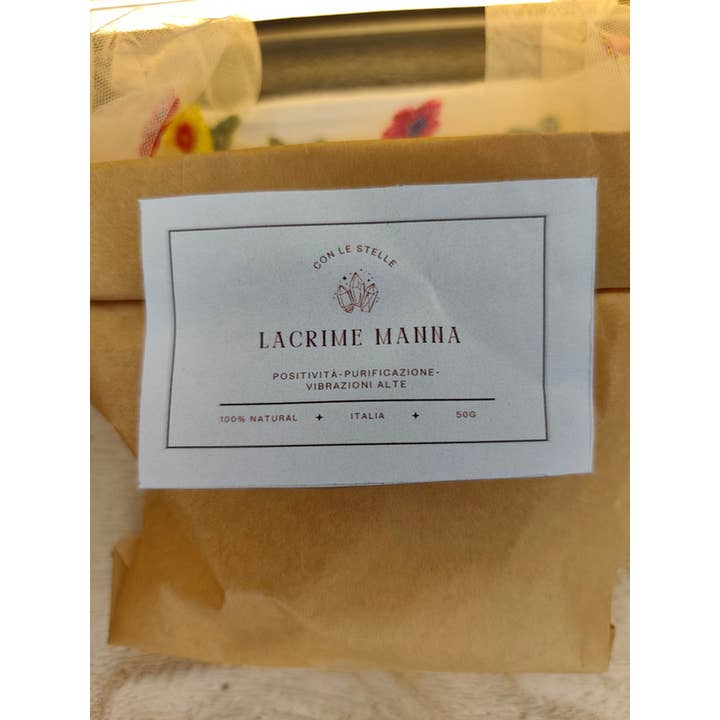 CON LE STELLE
LACRIME MANNA
POSITIVITÀ-PURIFICAZIONE-
VIBRAZIONI ALTE
100% NATURAL ITALIA 50G